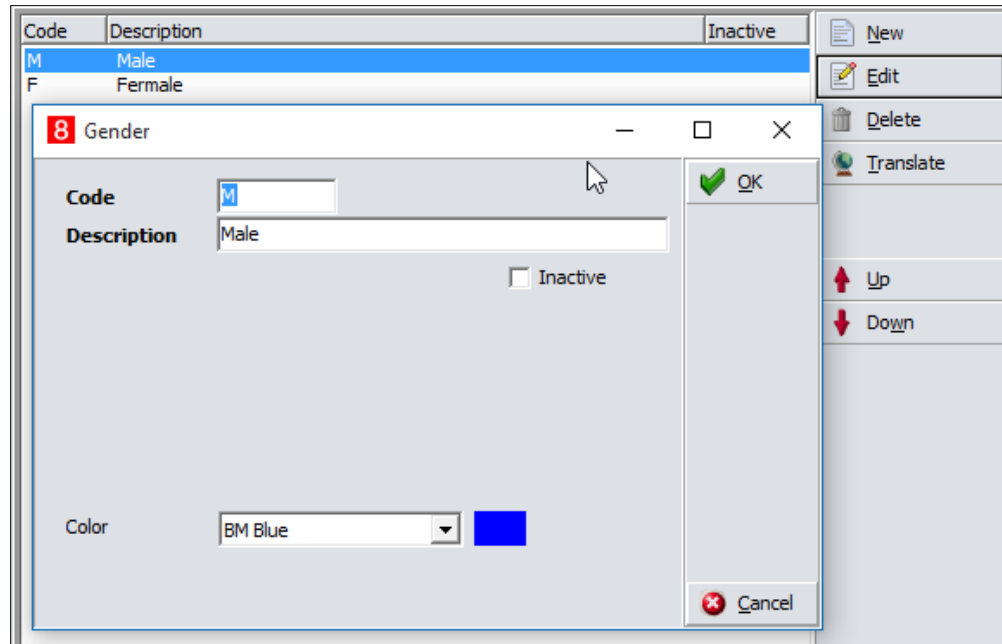 Code Description Inactive
M Male
F Fermale
New
Edit
Delete
Translate
Up
Down
8 Gender
Code M
Description Male
Inactive
Color BM Blue
OK
Cancel